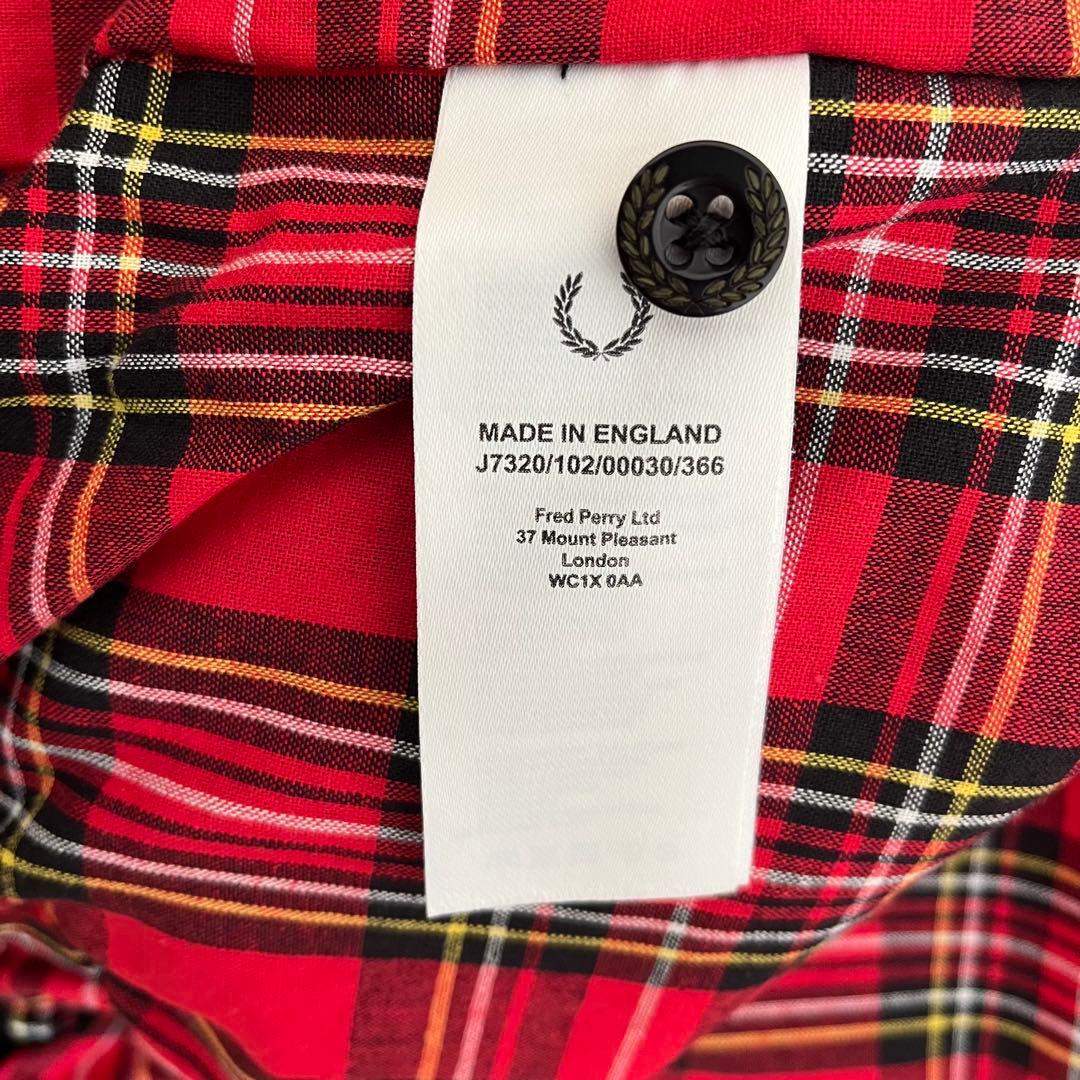 MADE IN ENGLAND
J7320/102/00030/366
Fred Perry Ltd
37 Mount Pleasant
London
WC1X 0AA